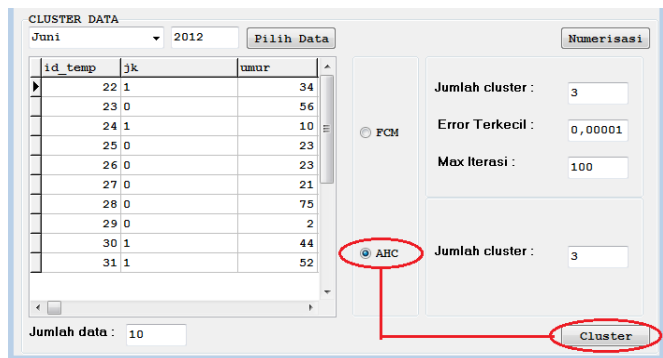 CLUSTER DATA
Juni 2012 Pilih Data Numerisasi
id_temp jk umur
22 1 34
23 0 56
24 1 10
25 0 23
26 0 23
27 0 21
28 0 75
29 0 2
30 1 44
31 1 52
FCM
Jumlah cluster : 3
Error Terkecil : 0,00001
Max Iterasi : 100
AHC
Jumlah cluster : 3
Jumlah data : 10
Cluster